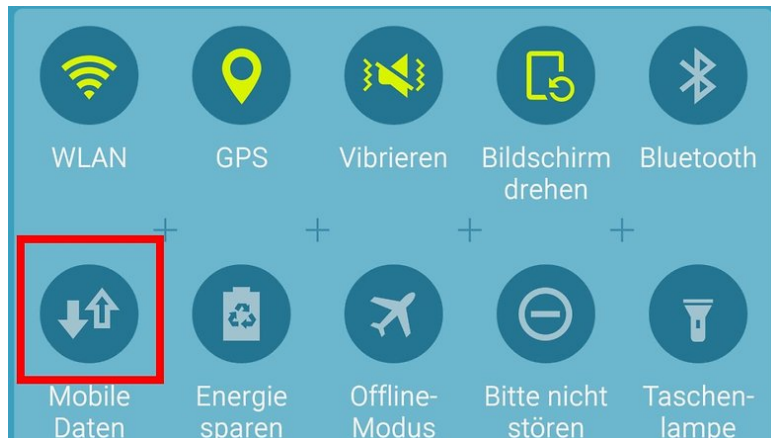 WLAN
GPS
Vibrieren
Bildschirm
drehen
Bluetooth
Mobile
Daten
Energie
sparen
Offline-
Modus
Bitte nicht
stören
Taschen-
lampe